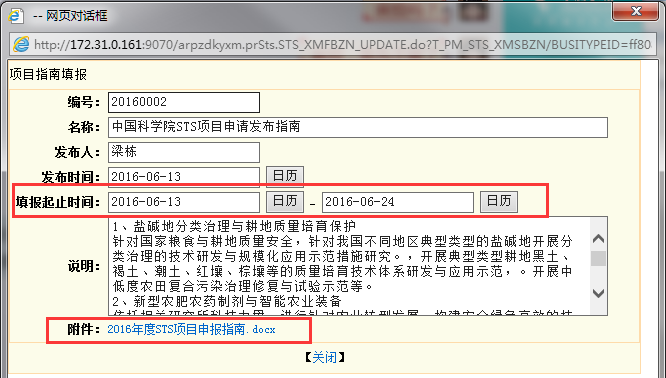 -- 网页对话框
http://172.31.0.161:9070/arpzdkyxm.prSts.STS_XMFBZN_UPDATE.do?T_PM_STS_XMSBZN/BUSITYPEID=ff80
项目指南填报
编号: 20160002
名称: 中国科学院STS项目申请发布指南
发布人: 梁栋
发布时间: 2016-06-13 日历
填报起止时间: 2016-06-13 日历 - 2016-06-24 日历
说明:
1、盐碱地分类治理与耕地质量培育保护
针对国家粮食与耕地质量安全，针对我国不同地区典型类型的盐碱地开展分
类治理的技术研发与规模化应用示范措施研究。，开展典型类型耕地黑土、
褐土、潮土、红壤、棕壤等的质量培育技术体系研发与应用示范，。开展中
低度农田复合污染治理修复与试验示范等。
2、新型农肥农药制剂与智能农业装备
附件: 2016年度STS项目申报指南.docx
【关闭】